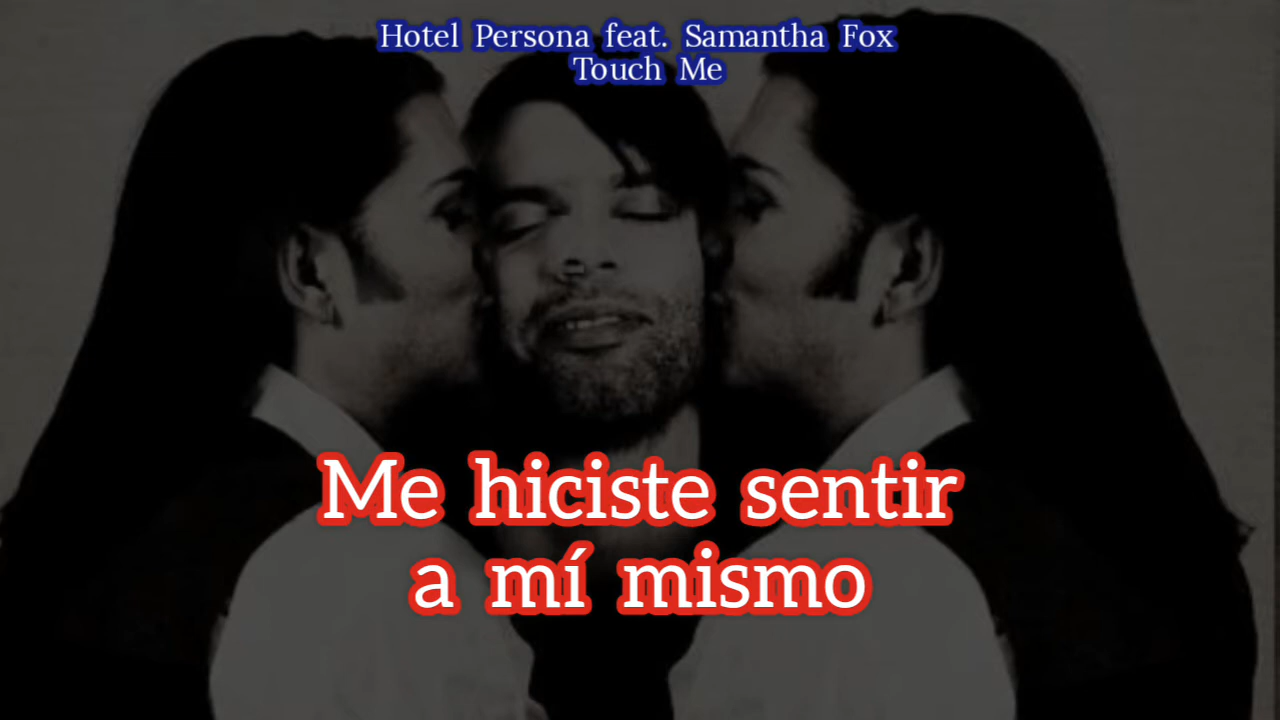 Hotel Persona feat. Samantha Fox
Touch Me
Me hiciste sentir
a mí mismo